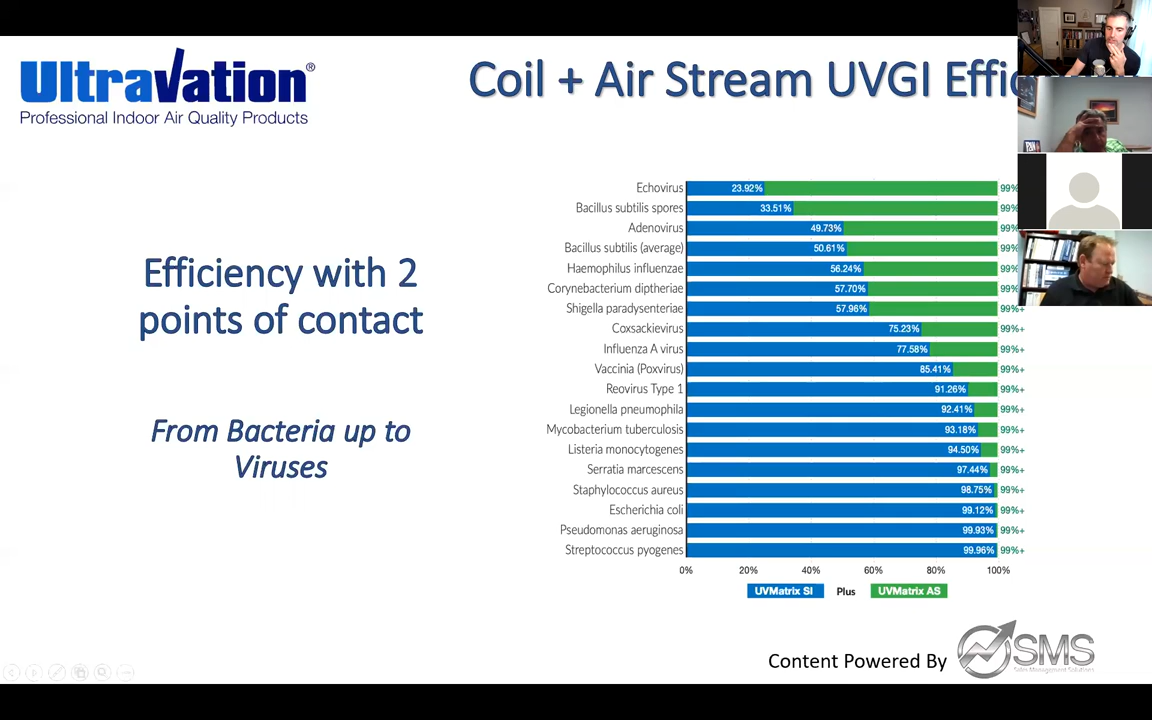 Ultravation®
Professional Indoor Air Quality Products
Coil + Air Stream UVGI Effic
Efficiency with 2
points of contact
From Bacteria up to
Viruses
Echovirus 23.92% 99%
Bacillus subtilis spores 33.51% 99%
Adenovirus 49.73% 99%
Bacillus subtilis (average) 50.61% 99%
Haemophilus influenzae 56.24% 99%
Corynebacterium diptheriae 57.70% 99%
Shigella paradysenteriae 57.96% 99%
Coxsackievirus 75.23% 99%+
Influenza A virus 77.58% 99%+
Vaccinia (Poxvirus) 85.41% 99%+
Reovirus Type 1 91.26% 99%+
Legionella pneumophila 92.41% 99%+
Mycobacterium tuberculosis 93.18% 99%+
Listeria monocytogenes 94.50% 99%+
Serratia marcescens 97.44% 99%+
Staphylococcus aureus 98.75% 99%+
Escherichia coli 99.12% 99%+
Pseudomonas aeruginosa 99.93% 99%+
Streptococcus pyogenes 99.96% 99%+
0% 20% 40% 60% 80% 100%
UVMatrix SI Plus UVMatrix AS
Content Powered By
SMS
Sales Management Solutions